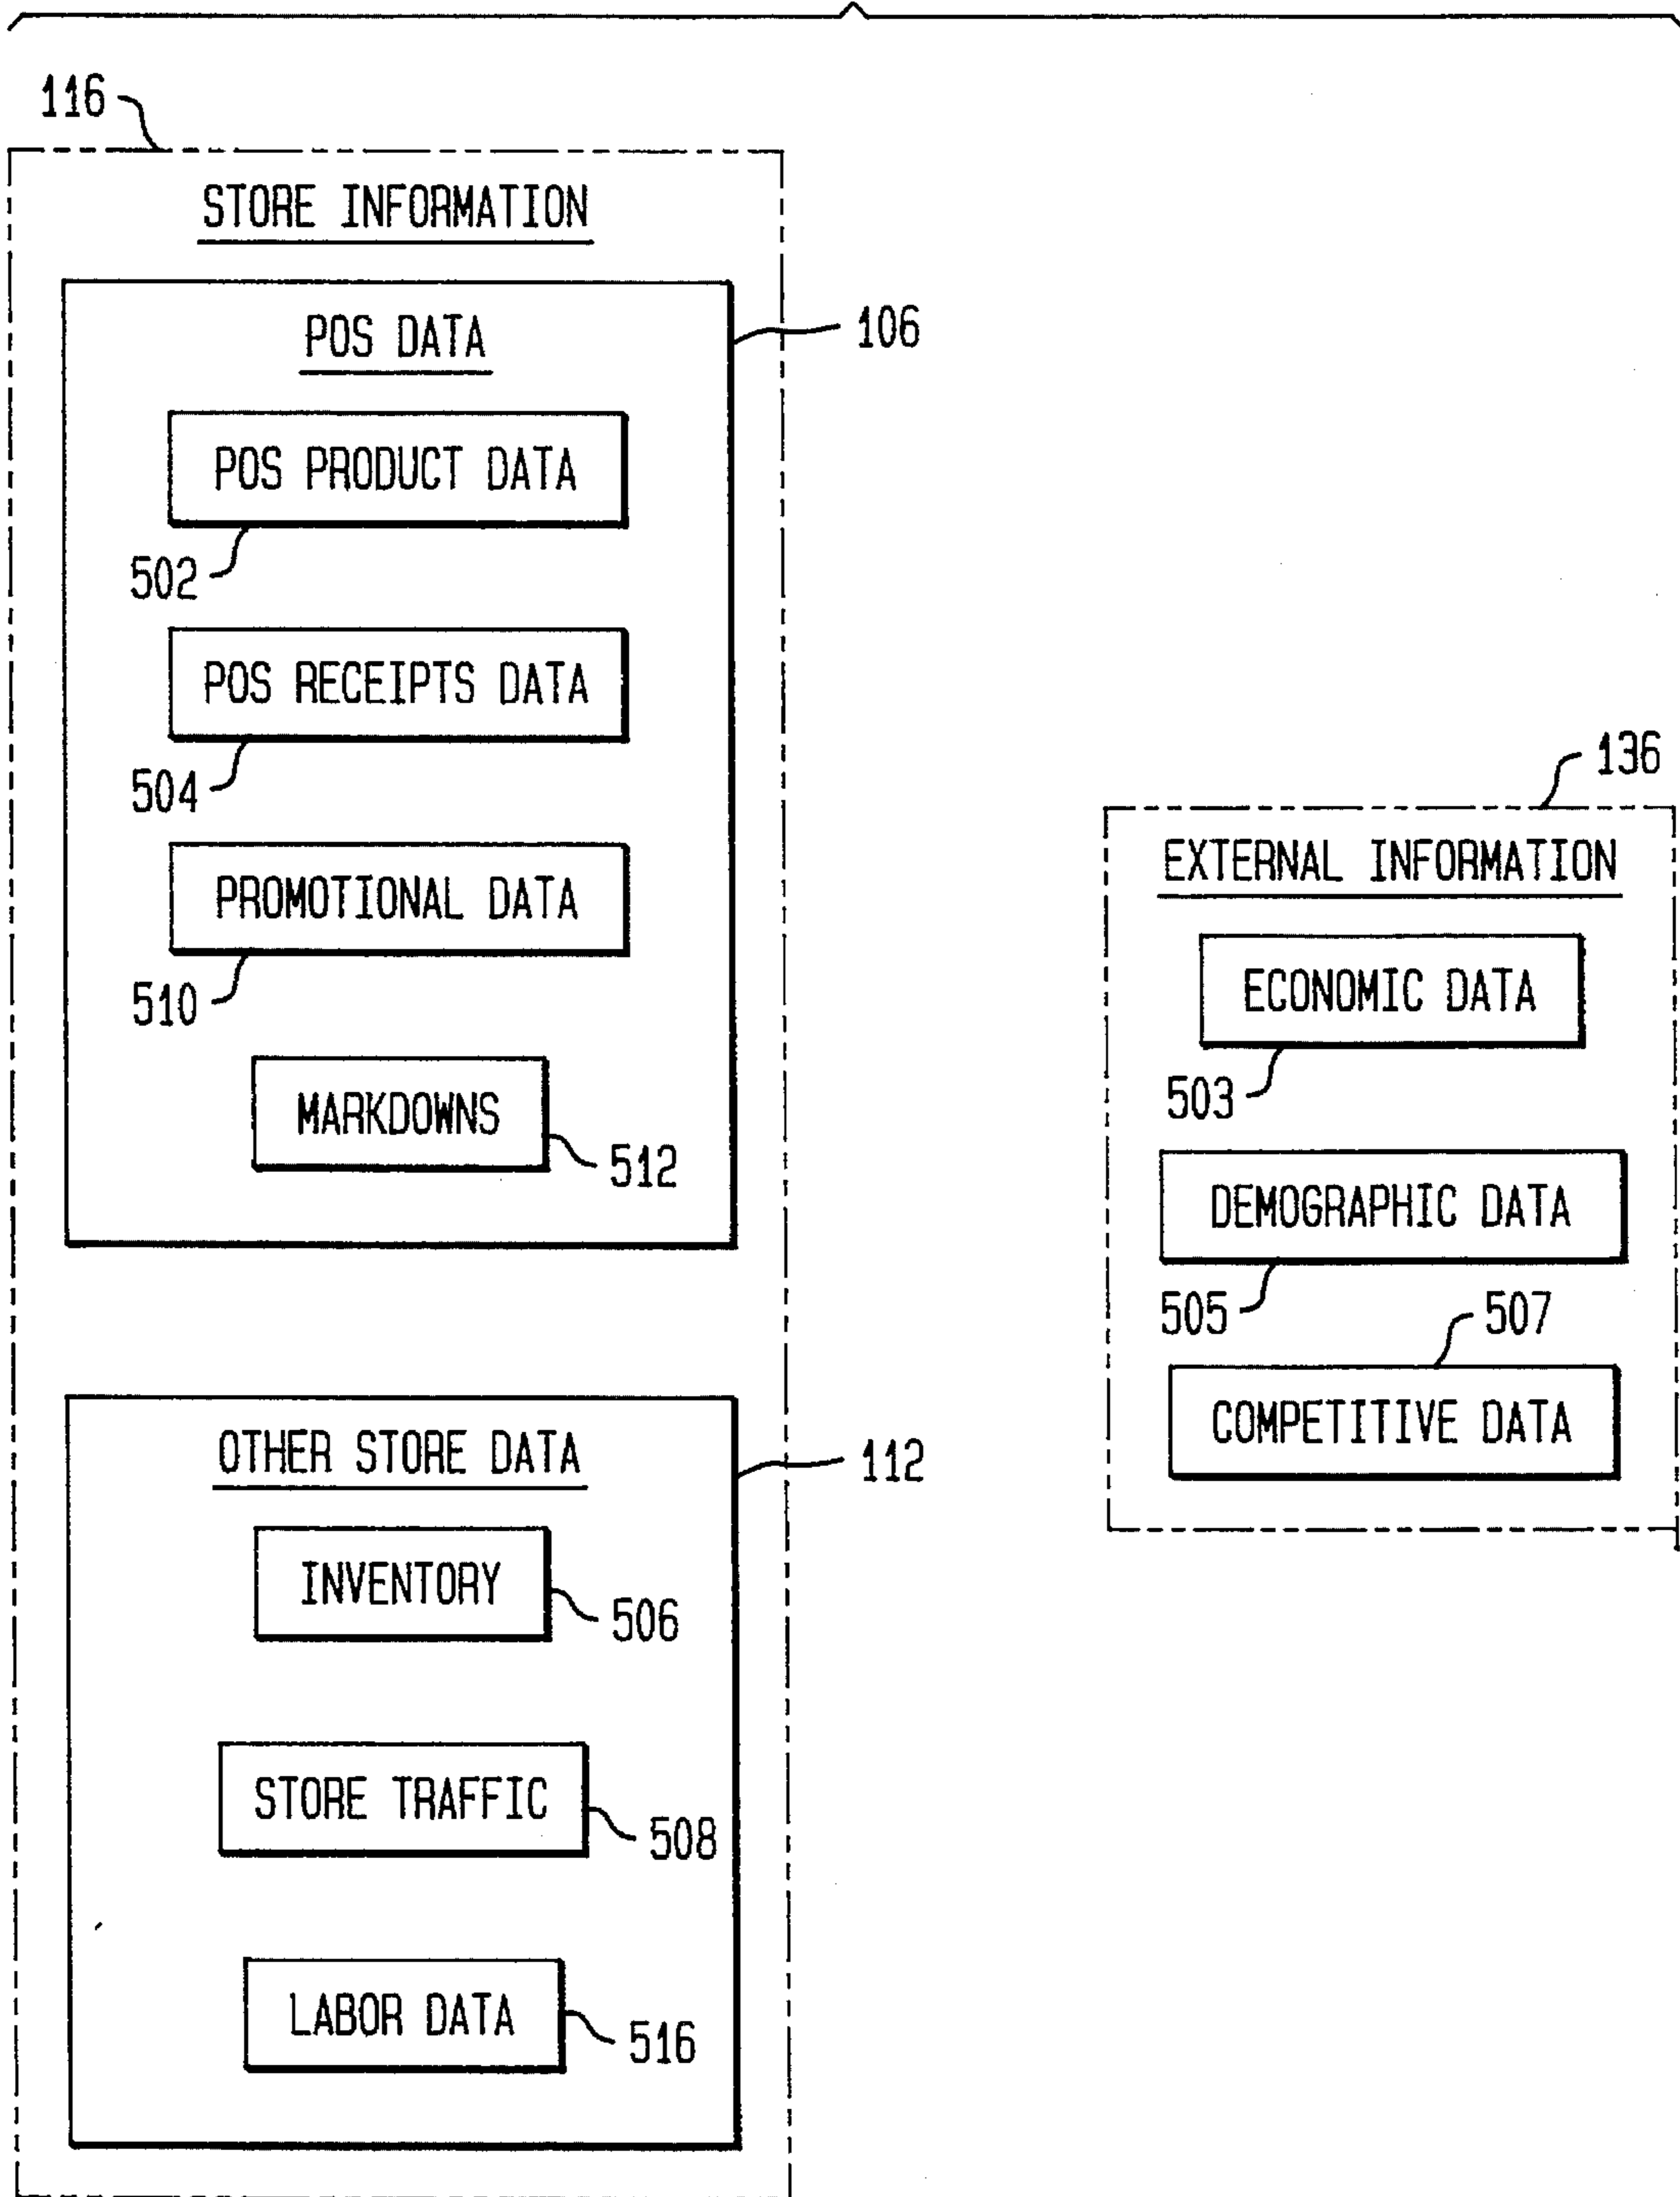 116
STORE INFORMATION
POS DATA
106
POS PRODUCT DATA
502
POS RECEIPTS DATA
504
PROMOTIONAL DATA
510
MARKDOWNS
512
OTHER STORE DATA
112
INVENTORY
506
STORE TRAFFIC
508
LABOR DATA
516
136
EXTERNAL INFORMATION
ECONOMIC DATA
503
DEMOGRAPHIC DATA
505
507
COMPETITIVE DATA